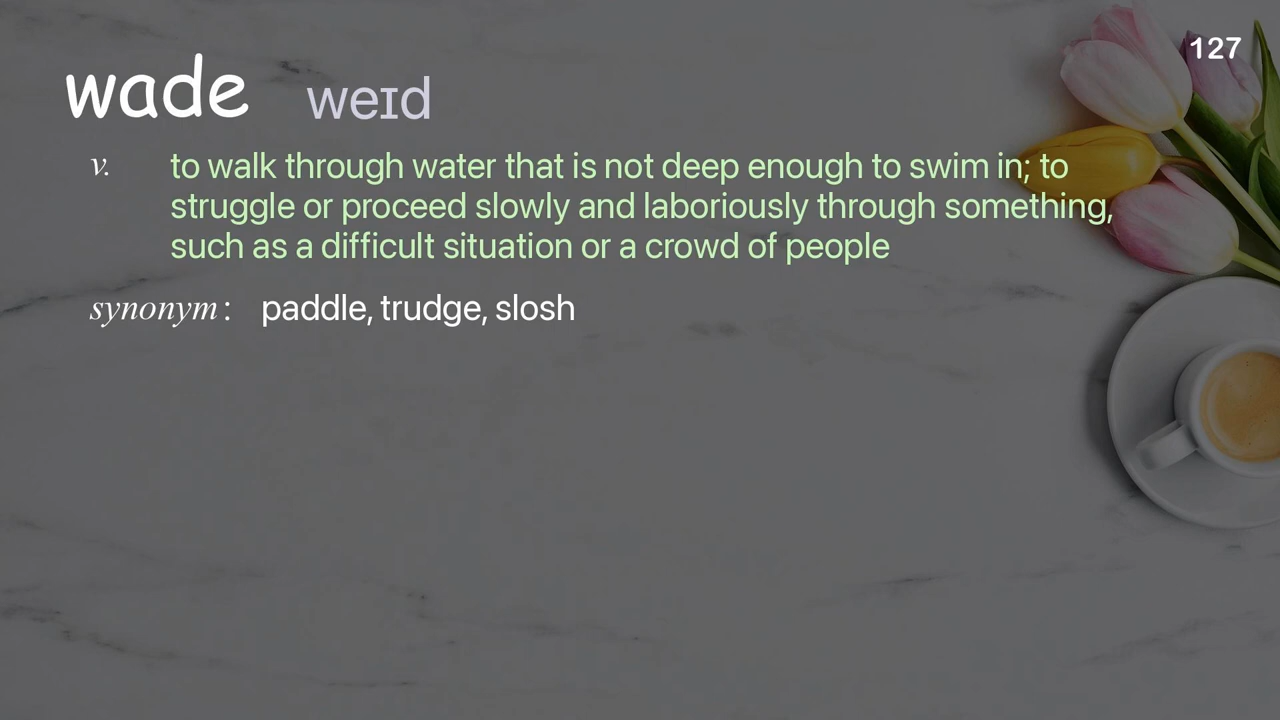 127
wade weɪd
v. to walk through water that is not deep enough to swim in; to
struggle or proceed slowly and laboriously through something,
such as a difficult situation or a crowd of people
synonym: paddle, trudge, slosh